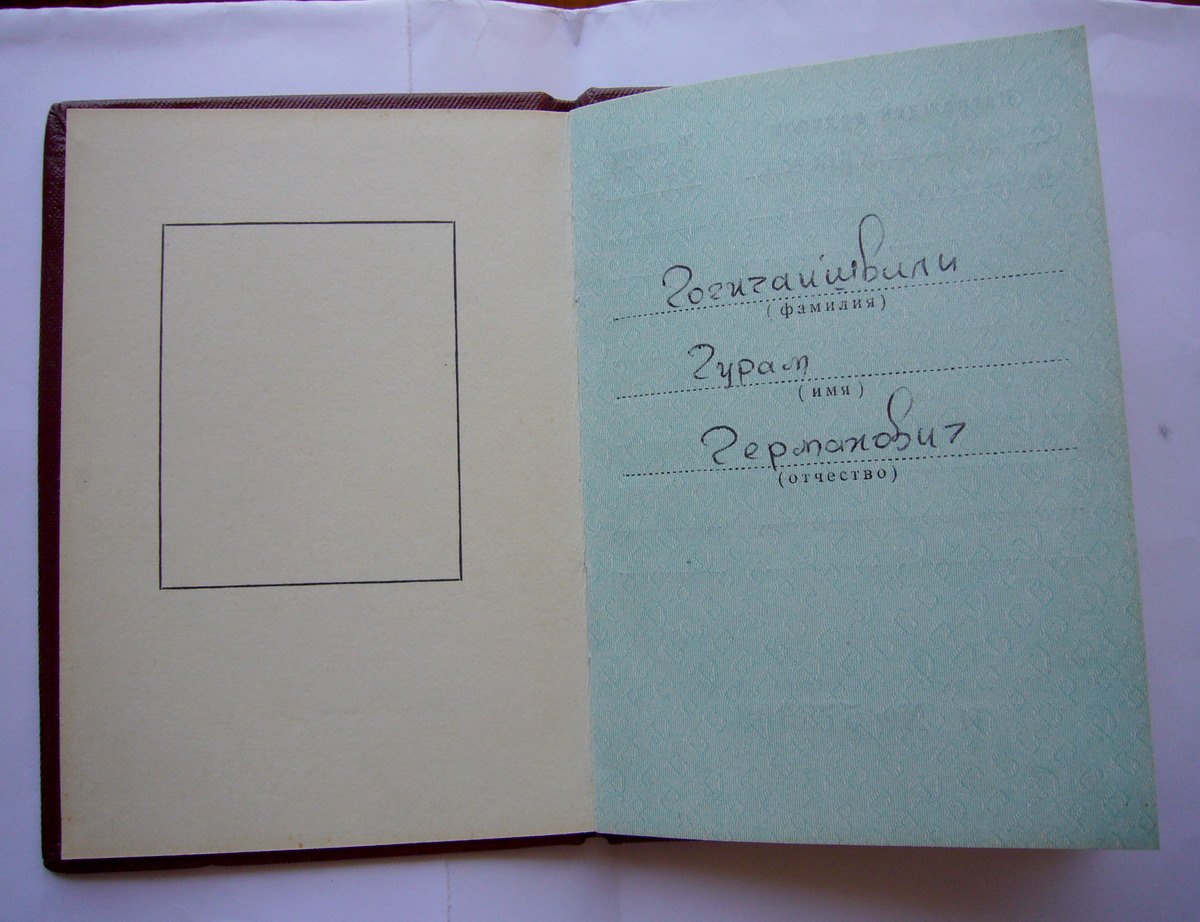 Гогичайшвили
(фамилия)
Гурам
(имя)
Германович
(отчество)